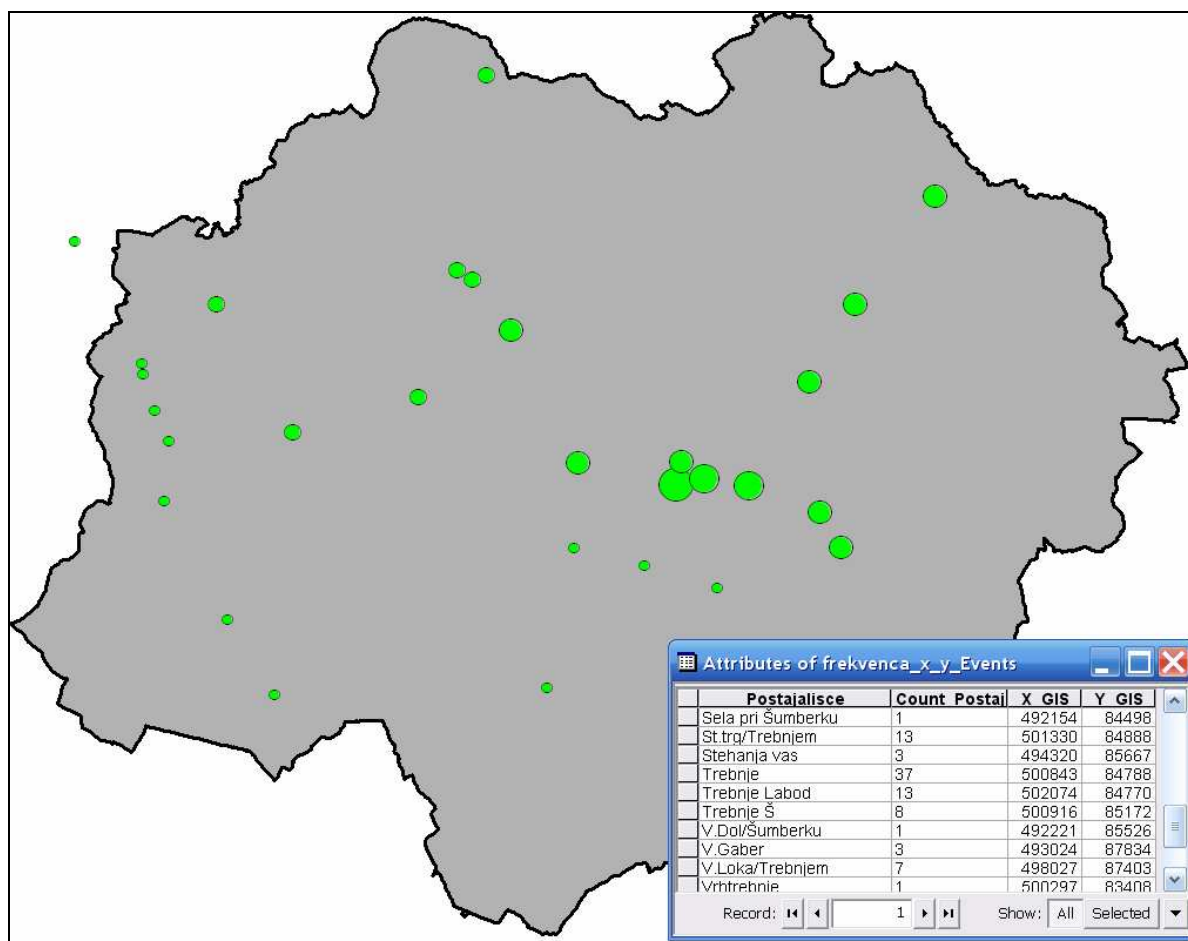 Attributes of frekvenca_x_y_Events
Postajalisce Count_Postaj X_GIS Y_GIS
Sela pri Šumberku 1 492154 84498
St.trg/Trebnjem 13 501330 84888
Stehanja vas 3 494320 85667
Trebnje 37 500843 84788
Trebnje Labod 13 502074 84770
Trebnje Š 8 500916 85172
V.Dol/Šumberku 1 492221 85526
V.Gaber 3 493024 87834
V.Loka/Trebnjem 7 498027 87403
Vrhtrebnje 1 500297 83408
Record: 1 Show: All Selected